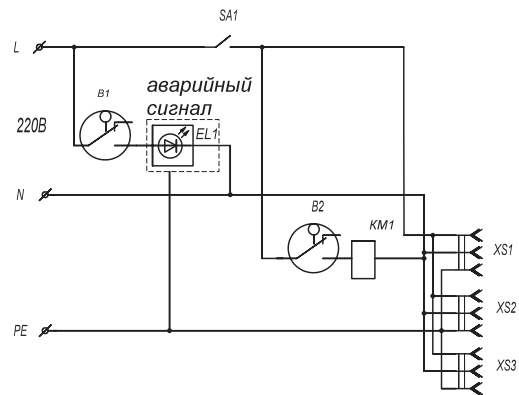 SA1
L
B1
аварийный
сигнал
EL1
220В
N
B2
KM1
XS1
XS2
PE
XS3